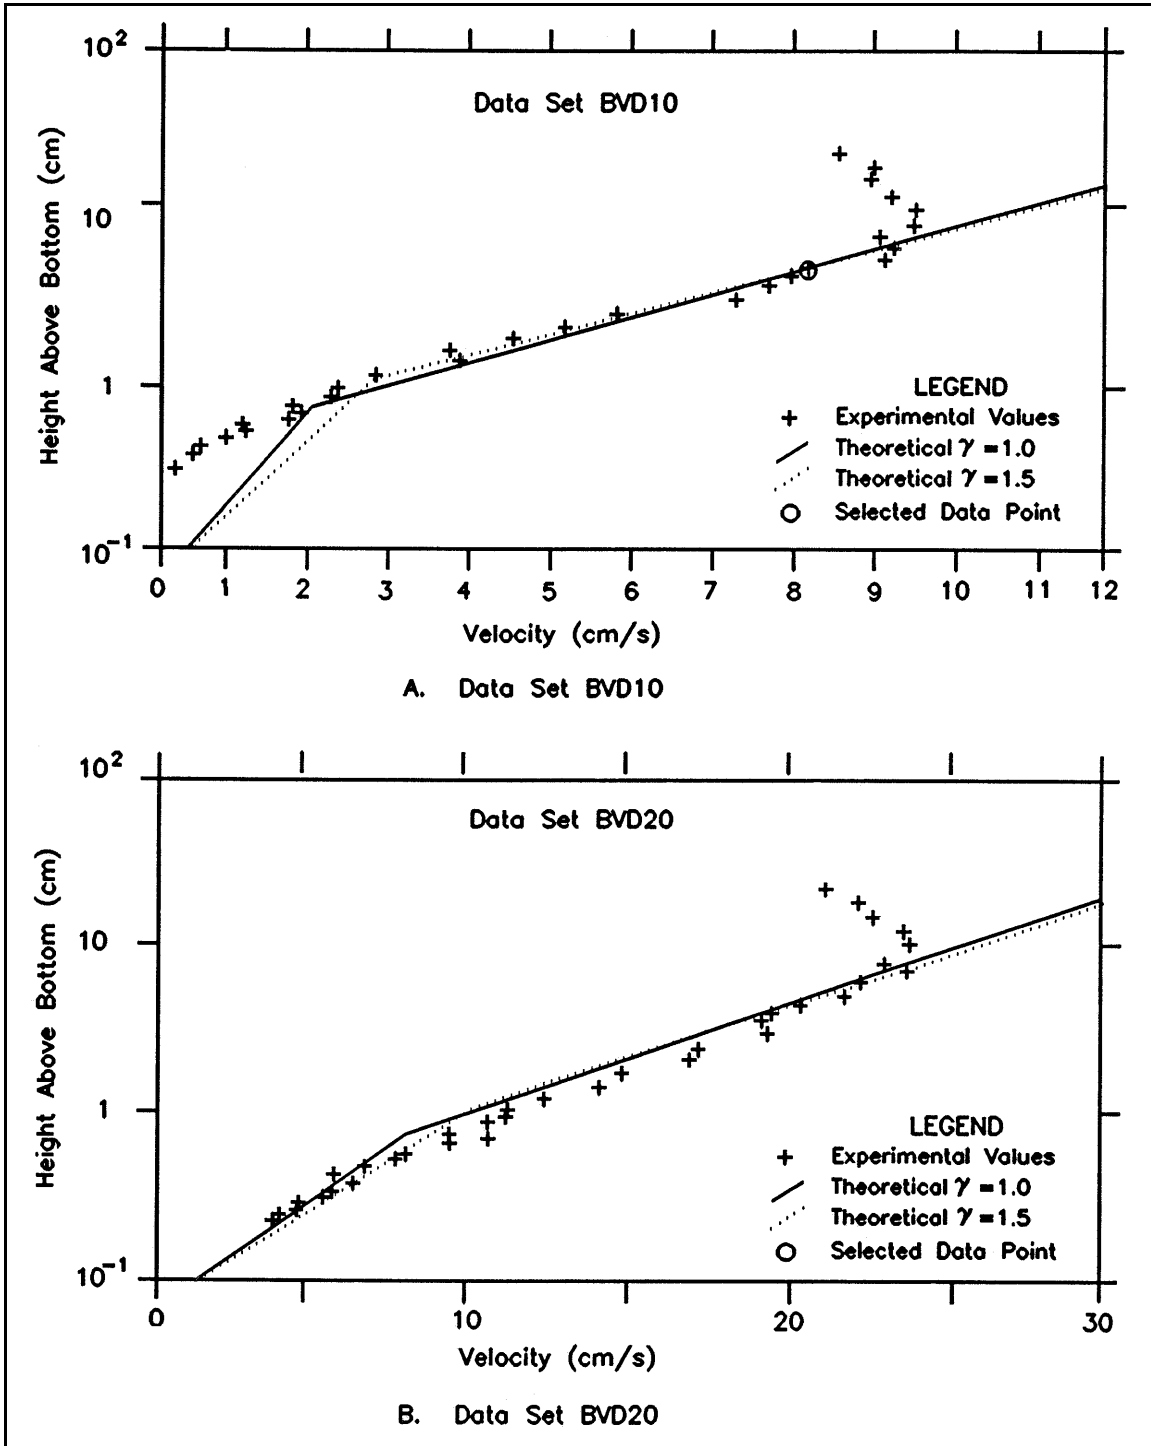 10²
Data Set BVD10
Height Above Bottom (cm)
10
1
10⁻¹
LEGEND
+ Experimental Values
Theoretical γ = 1.0
Theoretical γ = 1.5
Selected Data Point
0 1 2 3 4 5 6 7 8 9 10 11 12
Velocity (cm/s)
A. Data Set BVD10
10²
Data Set BVD20
Height Above Bottom (cm)
10
1
10⁻¹
LEGEND
+ Experimental Values
Theoretical γ = 1.0
Theoretical γ = 1.5
Selected Data Point
0 10 20 30
Velocity (cm/s)
B. Data Set BVD20